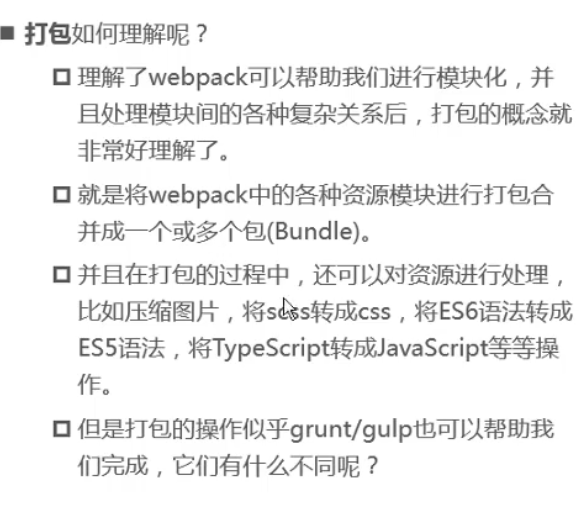 打包如何理解呢？
理解了webpack可以帮助我们进行模块化，并
且处理模块间的各种复杂关系后，打包的概念就
非常好理解了。
就是将webpack中的各种资源模块进行打包合
并成一个或多个包(Bundle)。
并且在打包的过程中，还可以对资源进行处理，
比如压缩图片，将scss转成css，将ES6语法转成
ES5语法，将TypeScript转成JavaScript等等操
作。
但是打包的操作似乎grunt/gulp也可以帮助我
们完成，它们有什么不同呢？